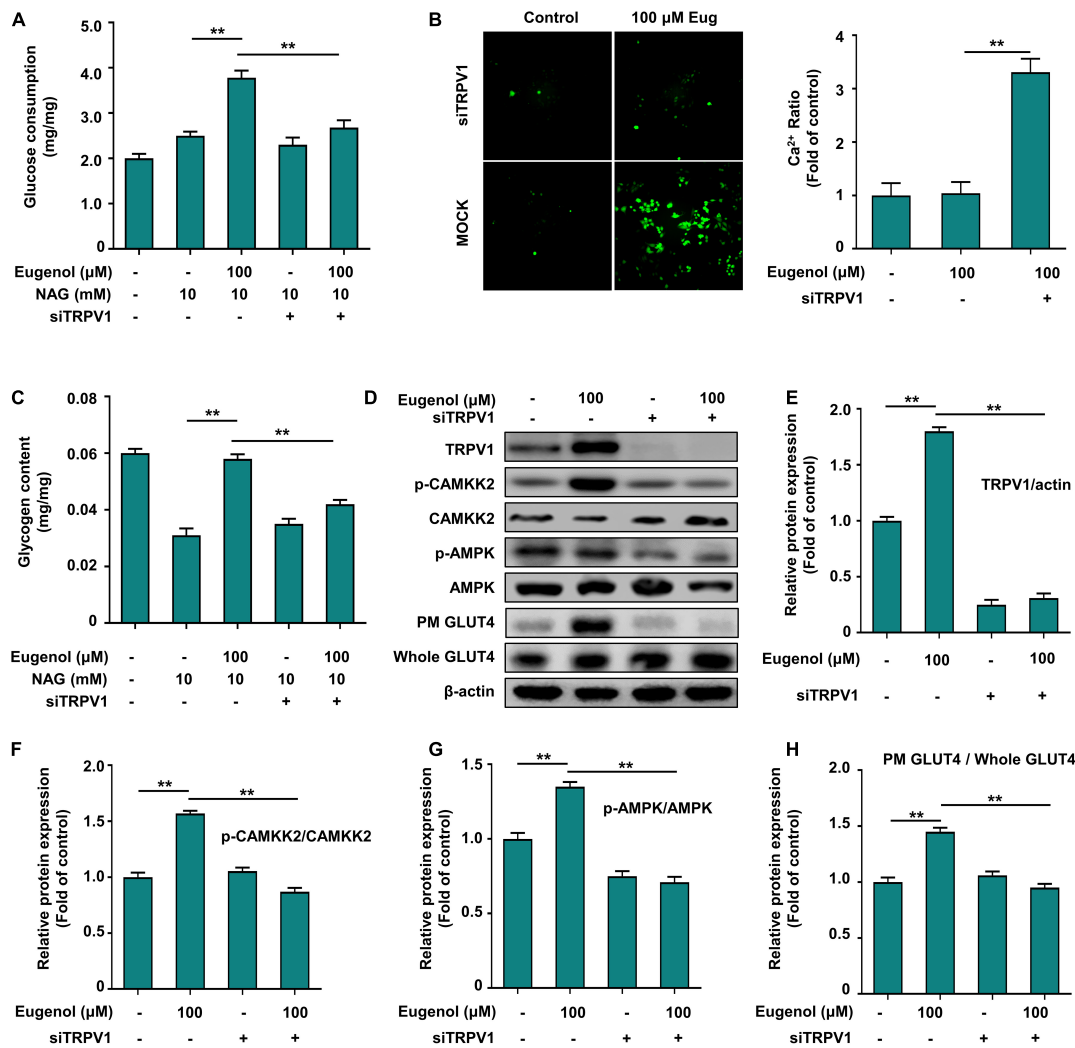 A
Glucose consumption
(mg/mg)
5.0
4.0
3.0
2.0
1.0
0
**
**
Eugenol (μM) - - 100 - 100
NAG (mM) - 10 10 10 10
siTRPV1 - - - + +
B
Control 100 μM Eug
siTRPV1
MOCK
Ca²⁺ Ratio
(Fold of control)
4
3
2
1
0
**
Eugenol (μM) - 100 100
siTRPV1 - - +
C
Glycogen content
(mg/mg)
0.08
0.06
0.04
0.02
0
**
**
Eugenol (μM) - - 100 - 100
NAG (mM) - 10 10 10 10
siTRPV1 - - - + +
D
Eugenol (μM) - 100 - 100
siTRPV1 - - + +
TRPV1
p-CAMKK2
CAMKK2
p-AMPK
AMPK
PM GLUT4
Whole GLUT4
β-actin
E
Relative protein expression
(Fold of control)
2.0
1.5
1.0
0.5
0
**
**
TRPV1/actin
Eugenol (μM) - 100 - 100
siTRPV1 - - + +
F
Relative protein expression
(Fold of control)
2.0
1.5
1.0
0.5
0
**
**
p-CAMKK2/CAMKK2
Eugenol (μM) - 100 - 100
siTRPV1 - - + +
G
Relative protein expression
(Fold of control)
1.5
1.0
0.5
0
**
**
p-AMPK/AMPK
Eugenol (μM) - 100 - 100
siTRPV1 - - + +
H
PM GLUT4 / Whole GLUT4
Relative protein expression
(Fold of control)
2.0
1.5
1.0
0.5
0
**
**
Eugenol (μM) - 100 - 100
siTRPV1 - - + +